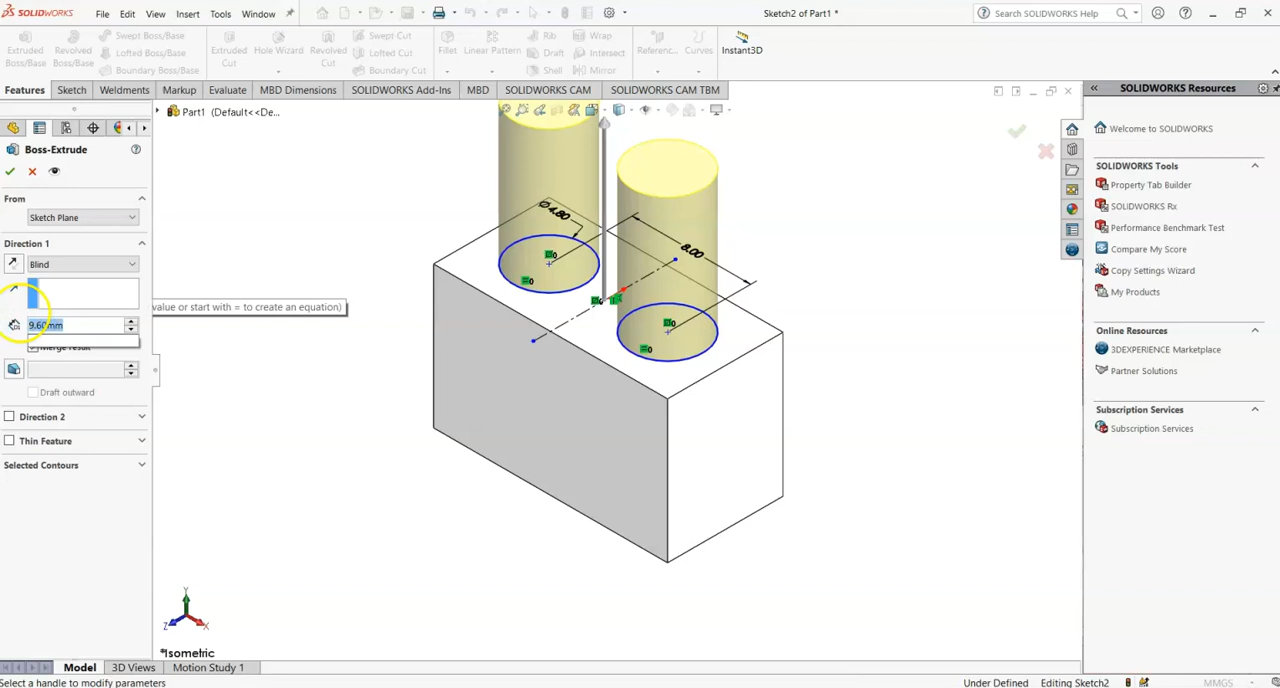 SOLIDWORKS File Edit View Insert Tools Window Sketch2 of Part1 * Search SOLIDWORKS Help
Extruded Boss/Base
Revolved Boss/Base
Swept Boss/Base
Lofted Boss/Base
Boundary Boss/Base
Extruded Cut
Hole Wizard
Revolved Cut
Swept Cut
Lofted Cut
Boundary Cut
Fillet
Linear Pattern
Rib
Draft
Shell
Wrap
Intersect
Mirror
Referenc...
Curves
Instant3D
Features Sketch Weldments Markup Evaluate MBD Dimensions SOLIDWORKS Add-Ins MBD SOLIDWORKS CAM SOLIDWORKS CAM TBM
Part1 (Default<<De...
Boss-Extrude
From
Sketch Plane
Direction 1
Blind
value or start with = to create an equation)
9.60mm
Merge result
Draft outward
Direction 2
Thin Feature
Selected Contours
Ø4.80
8.00
*Isometric
Y
Z
X
SOLIDWORKS Resources
Welcome to SOLIDWORKS
SOLIDWORKS Tools
Property Tab Builder
SOLIDWORKS Rx
Performance Benchmark Test
Compare My Score
Copy Settings Wizard
My Products
Online Resources
3DEXPERIENCE Marketplace
Partner Solutions
Subscription Services
Subscription Services
Model 3D Views Motion Study 1
Select a handle to modify parameters Under Defined Editing Sketch2 MMGS